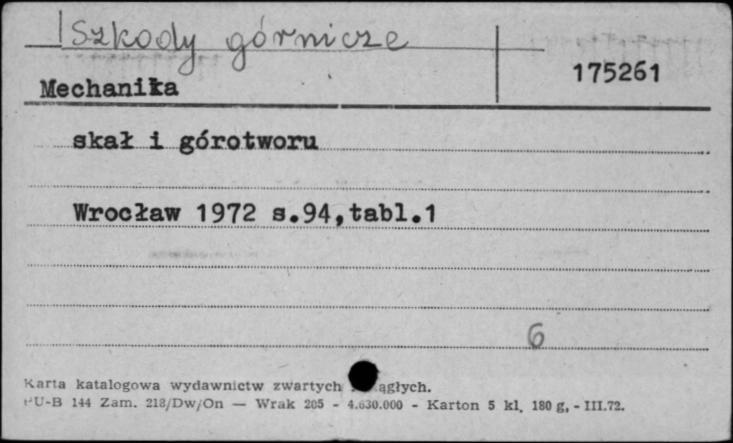 Szkody górnicze
175261
Mechanika
skał i górotworu
Wrocław 1972 s.94,tabl.1
6
Karta katalogowa wydawnictw zwartych ągłych.
PU-B 144 Zam. 218/Dw/On — Wrak 205 - 4.630.000 - Karton 5 kl, 180 g, - III.72.